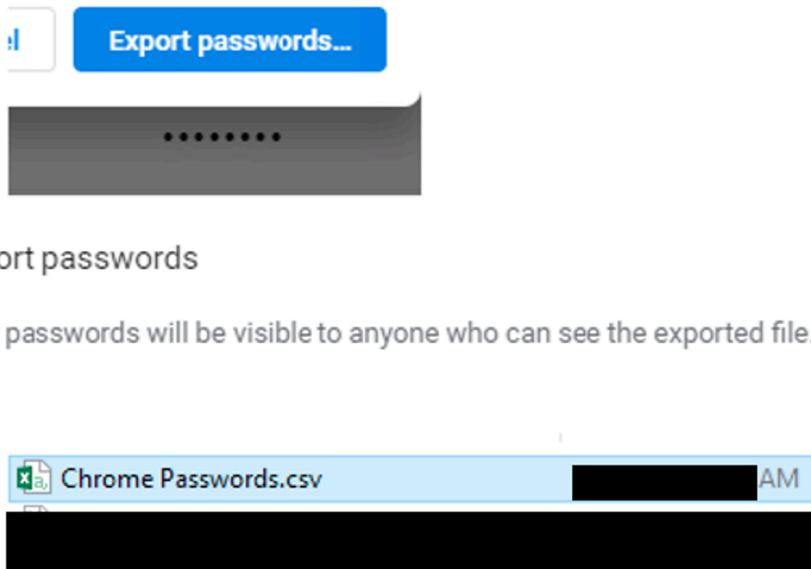 el
Export passwords...
ort passwords
passwords will be visible to anyone who can see the exported file.
Chrome Passwords.csv AM